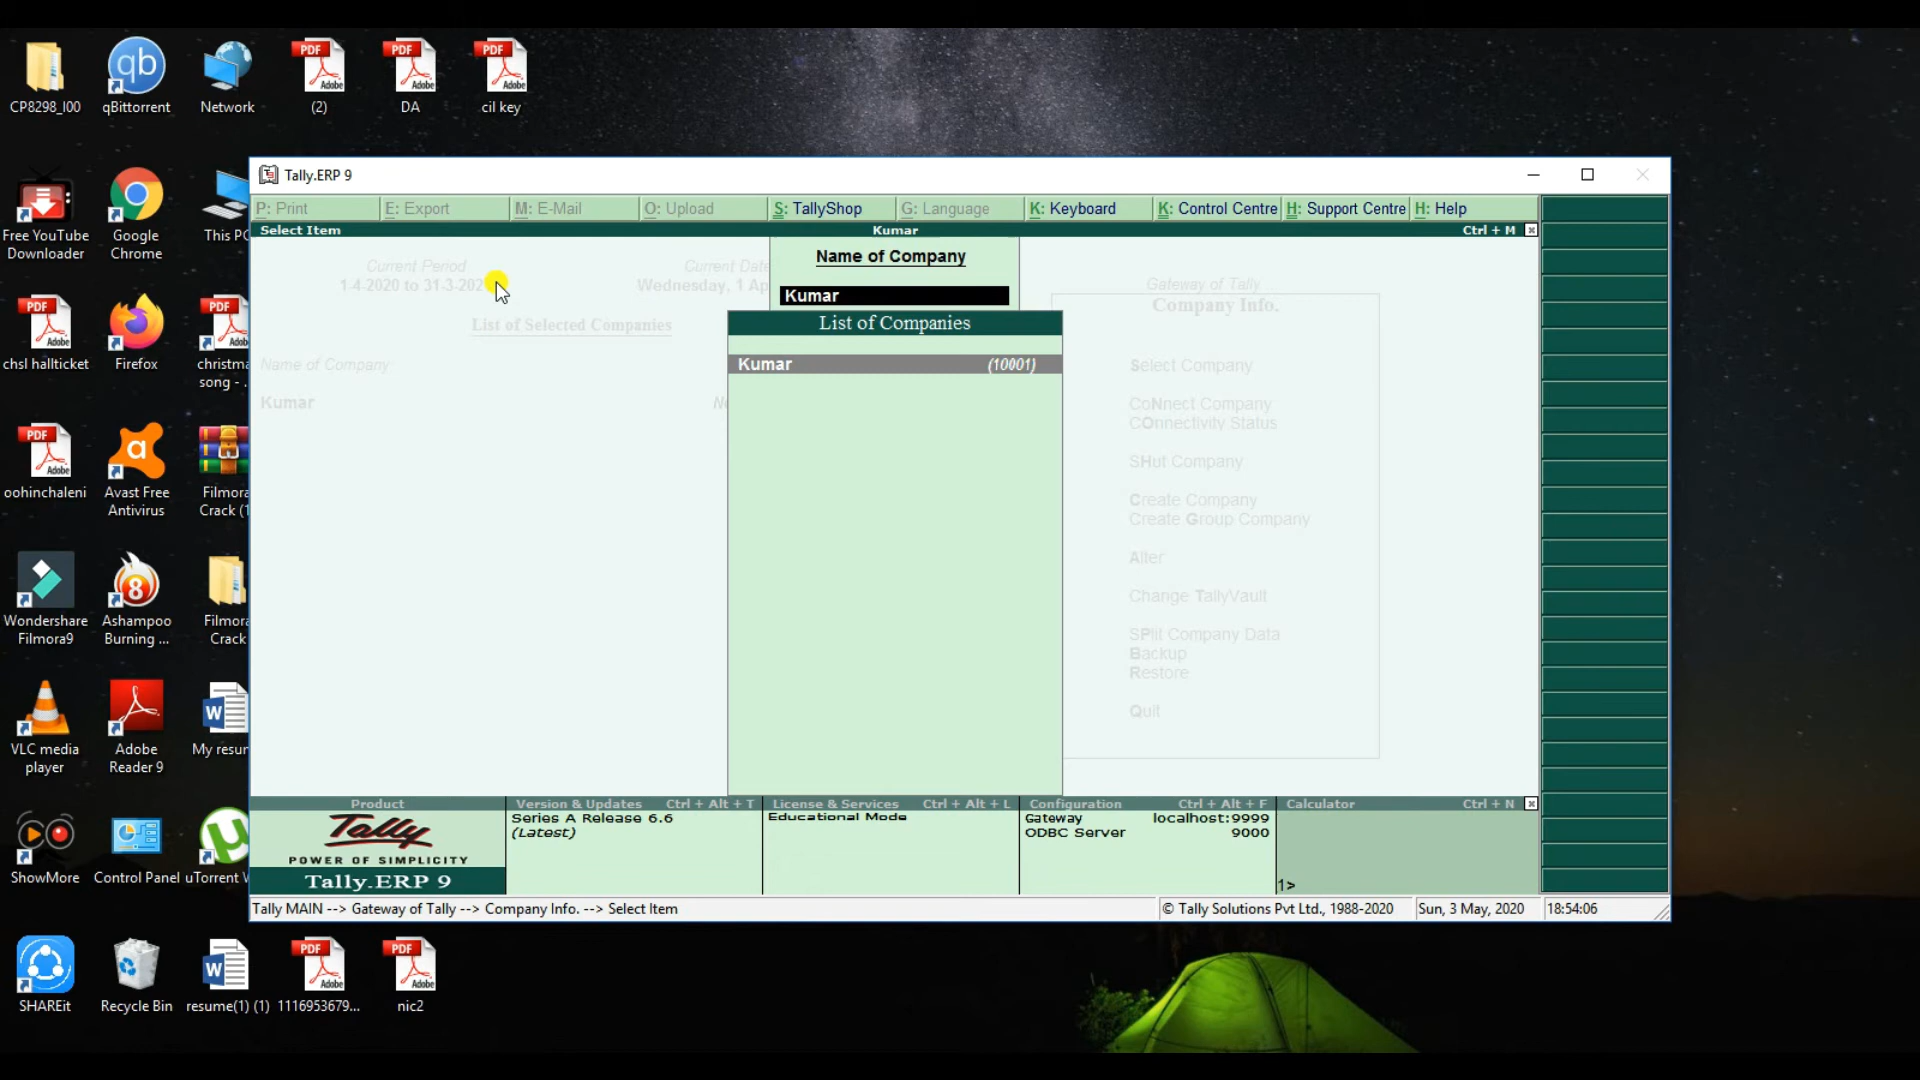 CP8298_I00
qBittorrent
Network
(2)
DA
cil key
Free YouTube
Downloader
Google
Chrome
This PC
chsl hallticket
Firefox
christma
song - .
oohinchaleni
Avast Free
Antivirus
Filmora
Crack (1
Wondershare
Filmora9
Ashampoo
Burning ...
Filmora
Crack
VLC media
player
Adobe
Reader 9
My resun
ShowMore
Control Panel
uTorrent W
SHAREit
Recycle Bin
resume(1) (1)
1116953679...
nic2
Tally.ERP 9
P: Print
E: Export
M: E-Mail
O: Upload
S: TallyShop
G: Language
K: Keyboard
K: Control Centre
H: Support Centre
H: Help
Select Item
Kumar
Ctrl + M
Current Period
1-4-2020 to 31-3-202
Current Date
Wednesday, 1 Ap
List of Selected Companies
Name of Company
Kumar
Name of Company
Kumar
List of Companies
Kumar (10001)
Gateway of Tally
Company Info.
Select Company
CoNnect Company
COnnectivity Status
SHut Company
Create Company
Create Group Company
Alter
Change TallyVault
SPlit Company Data
Backup
Restore
Quit
Product
Tally
POWER OF SIMPLICITY
Tally.ERP 9
Version & Updates Ctrl + Alt + T
Series A Release 6.6
(Latest)
License & Services Ctrl + Alt + L
Educational Mode
Configuration Ctrl + Alt + F
Gateway localhost:9999
ODBC Server 9000
Calculator Ctrl + N
1>
Tally MAIN --> Gateway of Tally --> Company Info. --> Select Item
© Tally Solutions Pvt Ltd., 1988-2020
Sun, 3 May, 2020
18:54:06